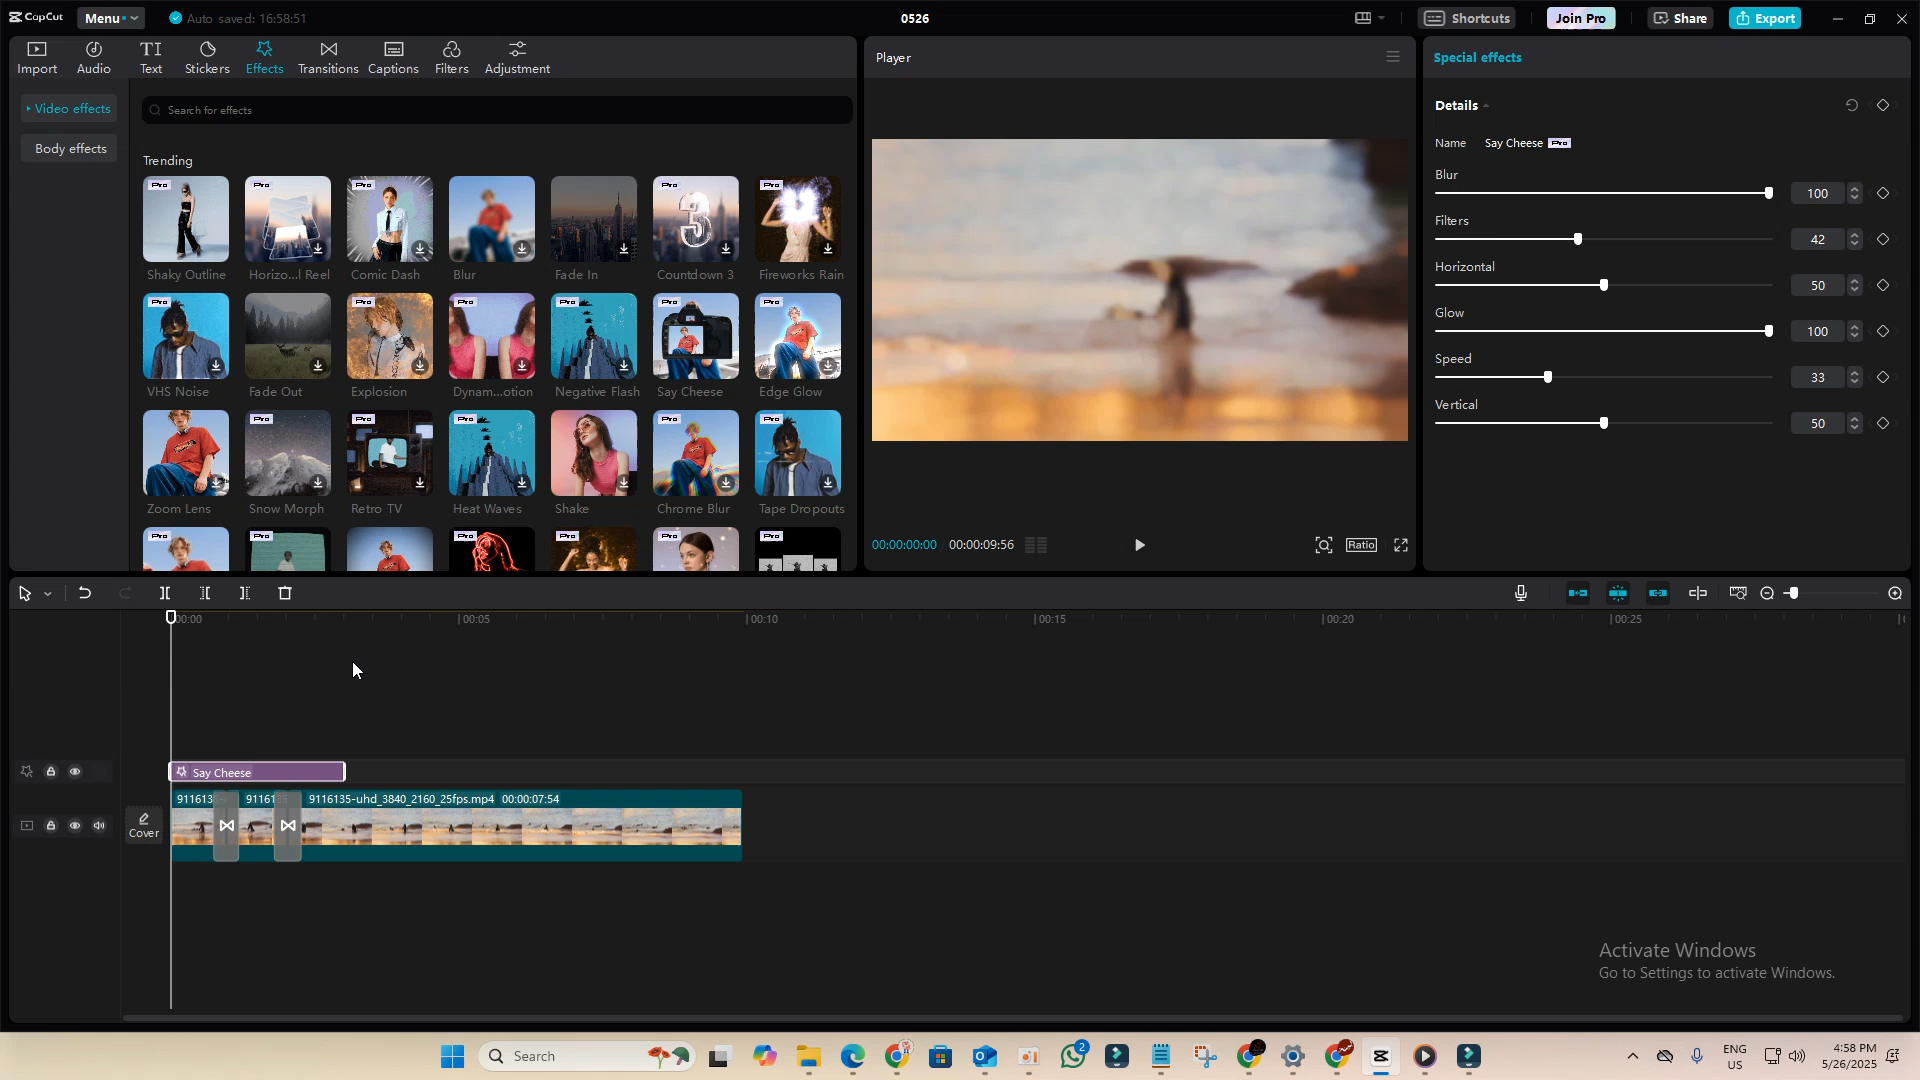 CapCut
Menu
Auto saved: 16:58:51
0526
Shortcuts
Join Pro
Share
Export
Import
Audio
TI
Text
Stickers
Effects
Transitions
Captions
Filters
Adjustment
Video effects
Body effects
Search for effects
Trending
Pro
Pro
Pro
Pro
Pro
Shaky Outline
Horizo...l Reel
Comic Dash
Blur
Fade In
Countdown 3
Fireworks Rain
Pro
Pro
Pro
Pro
Pro
Pro
VHS Noise
Fade Out
Explosion
Dynam...otion
Negative Flash
Say Cheese
Edge Glow
Pro
Pro
Pro
Pro
Pro
Zoom Lens
Snow Morph
Retro TV
Heat Waves
Shake
Chrome Blur
Tape Dropouts
Pro
Pro
Pro
Pro
Pro
Pro
Player
00:00:00:00
00:00:09:56
Ratio
Special effects
Details
Name Say Cheese Pro
Blur
100
Filters
42
Horizontal
50
Glow
100
Speed
33
Vertical
50
00:00
00:05
00:10
00:15
00:20
00:25
Say Cheese
9116135-uhd_3840_2160_25fps.mp4 00:00:07:54
Cover
Activate Windows
Go to Settings to activate Windows.
Search
2
ENG
US
4:58 PM
5/26/2025